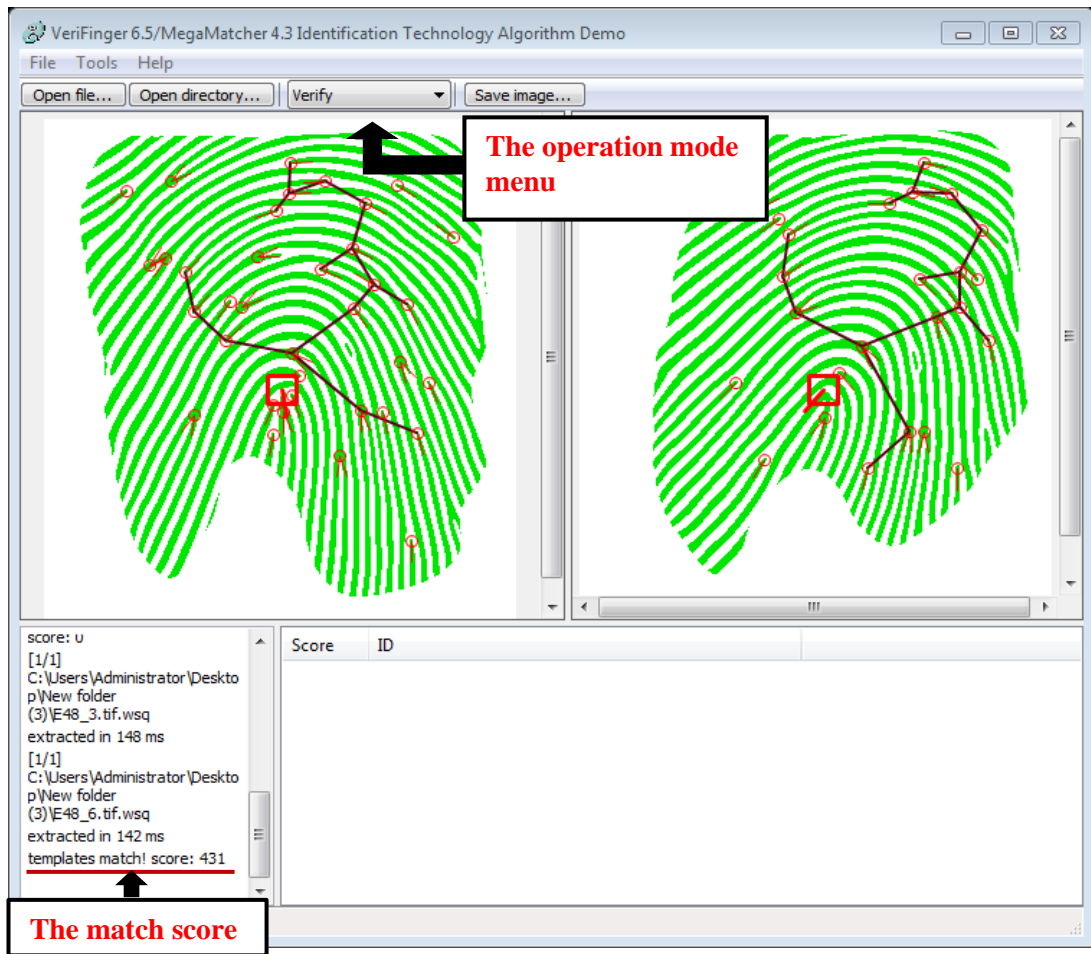 VeriFinger 6.5/MegaMatcher 4.3 Identification Technology Algorithm Demo
File Tools Help
Open file... Open directory... Verify Save image...
The operation mode
menu
score: 0
[1/1]
C:\Users\Administrator\Deskto
p\New folder
(3)\E48_3.tif.wsq
extracted in 148 ms
[1/1]
C:\Users\Administrator\Deskto
p\New folder
(3)\E48_6.tif.wsq
extracted in 142 ms
templates match! score: 431
Score ID
The match score